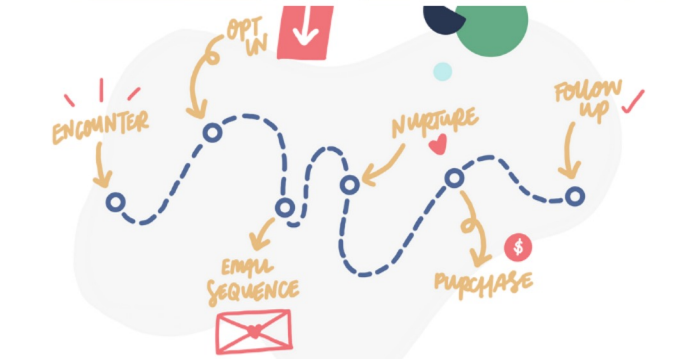 OPT
IN
ENCOUNTER
NURTURE
FOLLOW
UP
EMAIL
SEQUENCE
$
PURCHASE